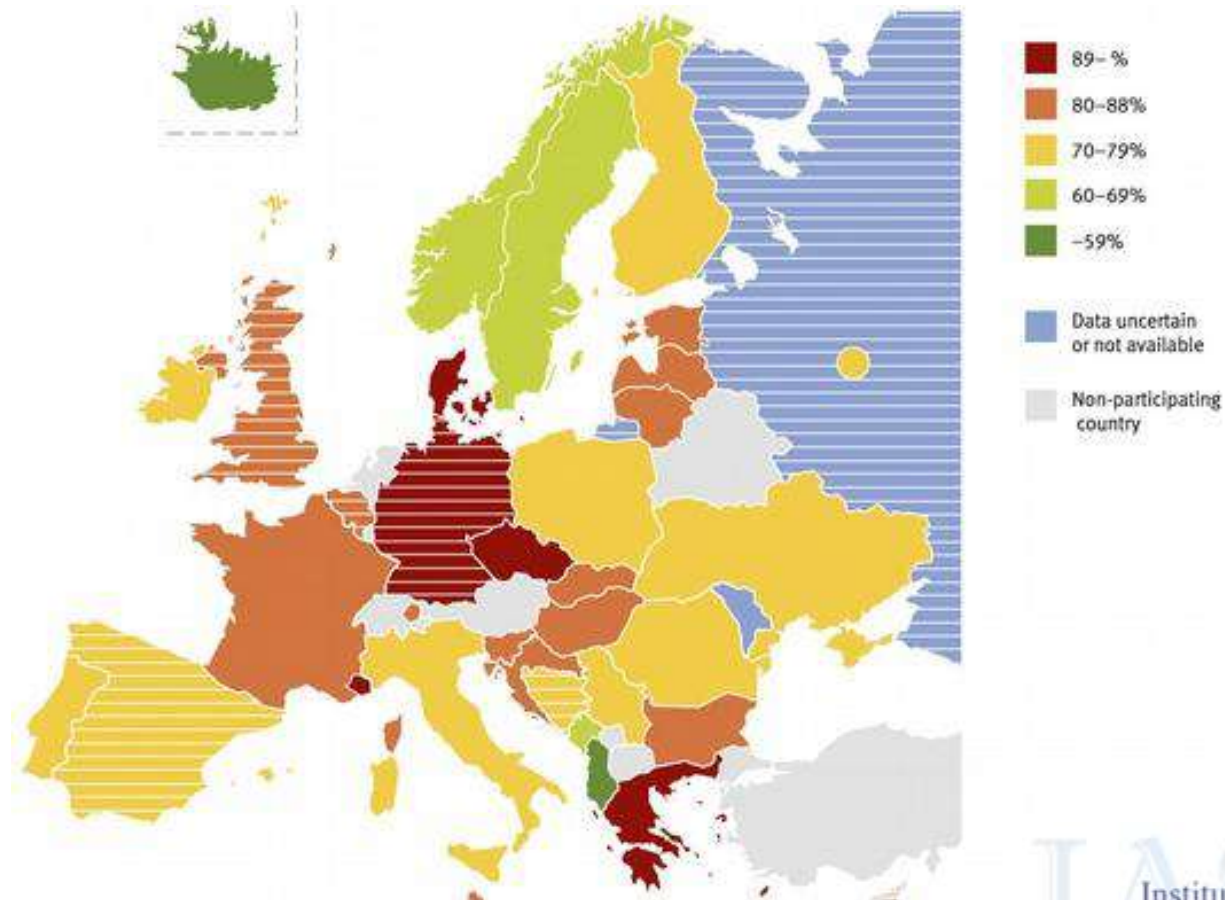 89– %
80–88%
70–79%
60–69%
–59%
Data uncertain
or not available
Non-participating
country
Institu